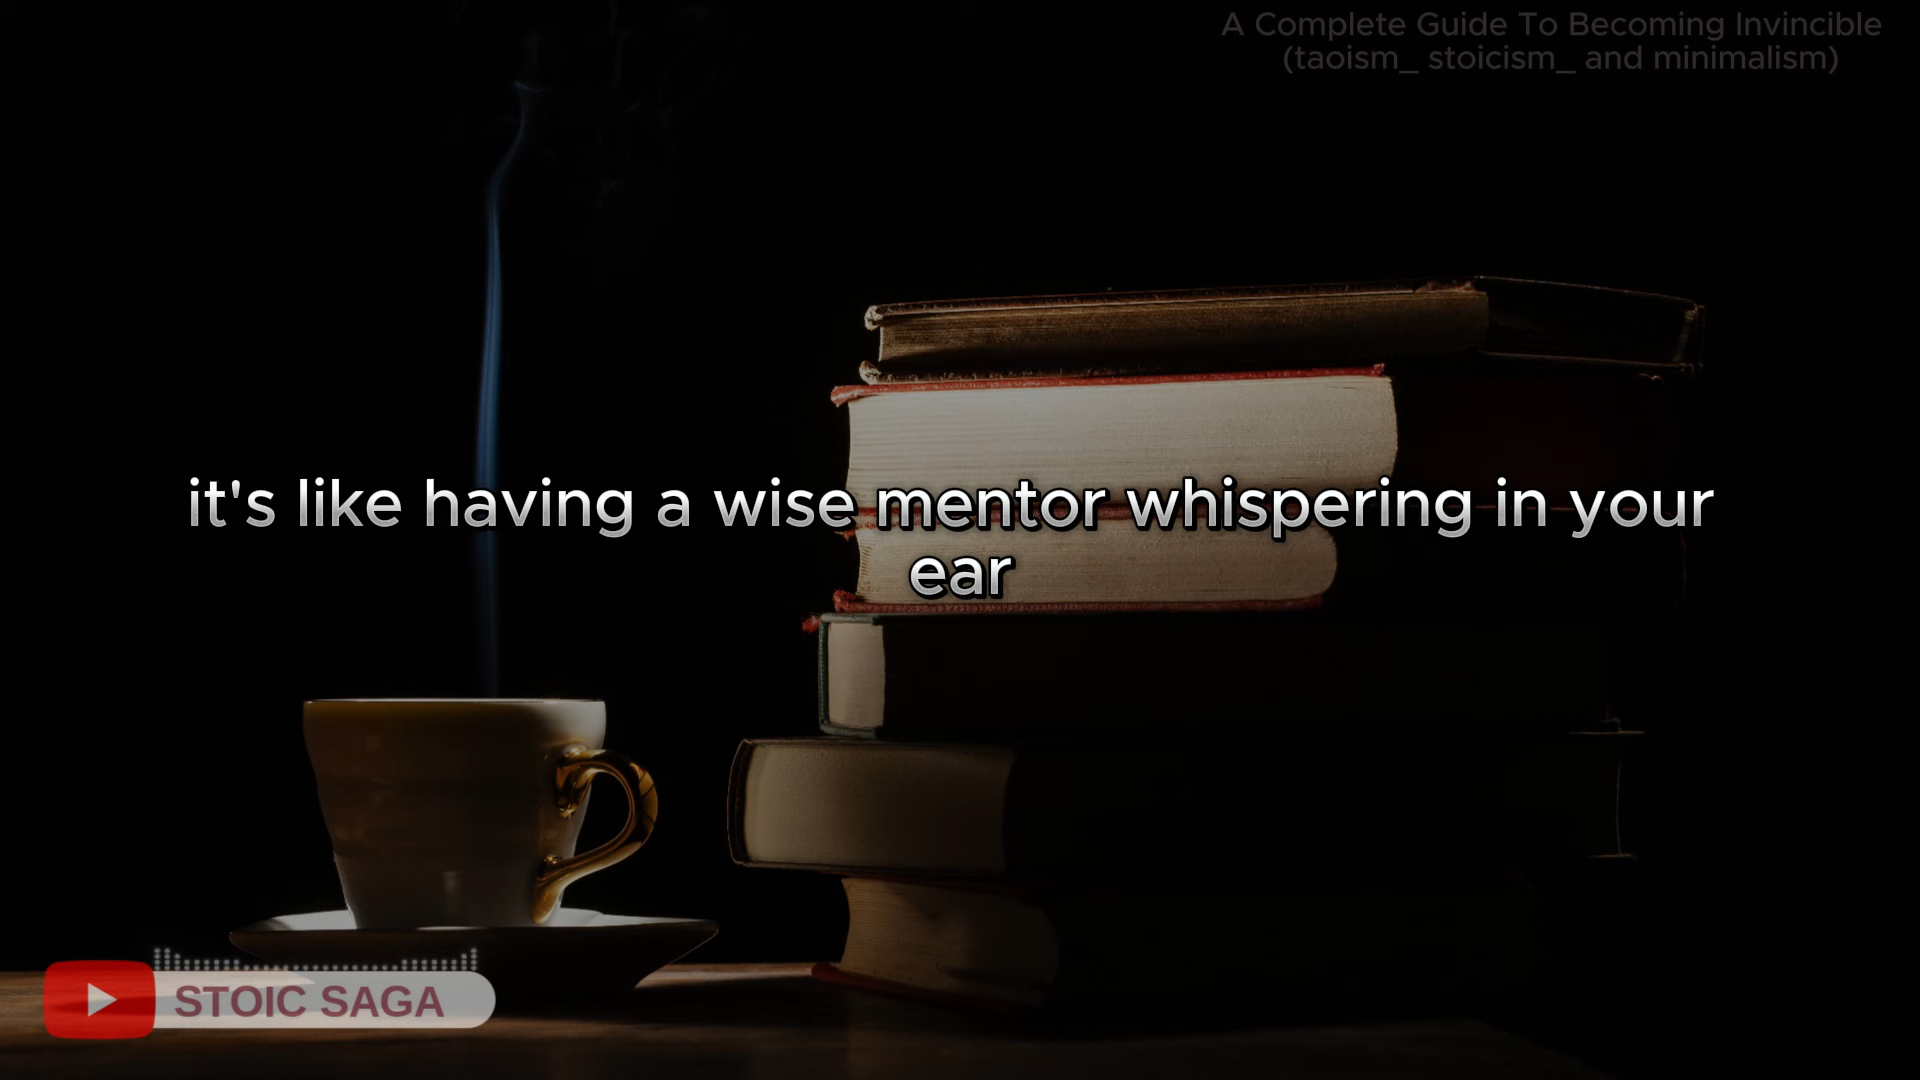 A Complete Guide To Becoming Invincible
(taoism_ stoicism_ and minimalism)
it's like having a wise mentor whispering in your
ear
STOIC SAGA